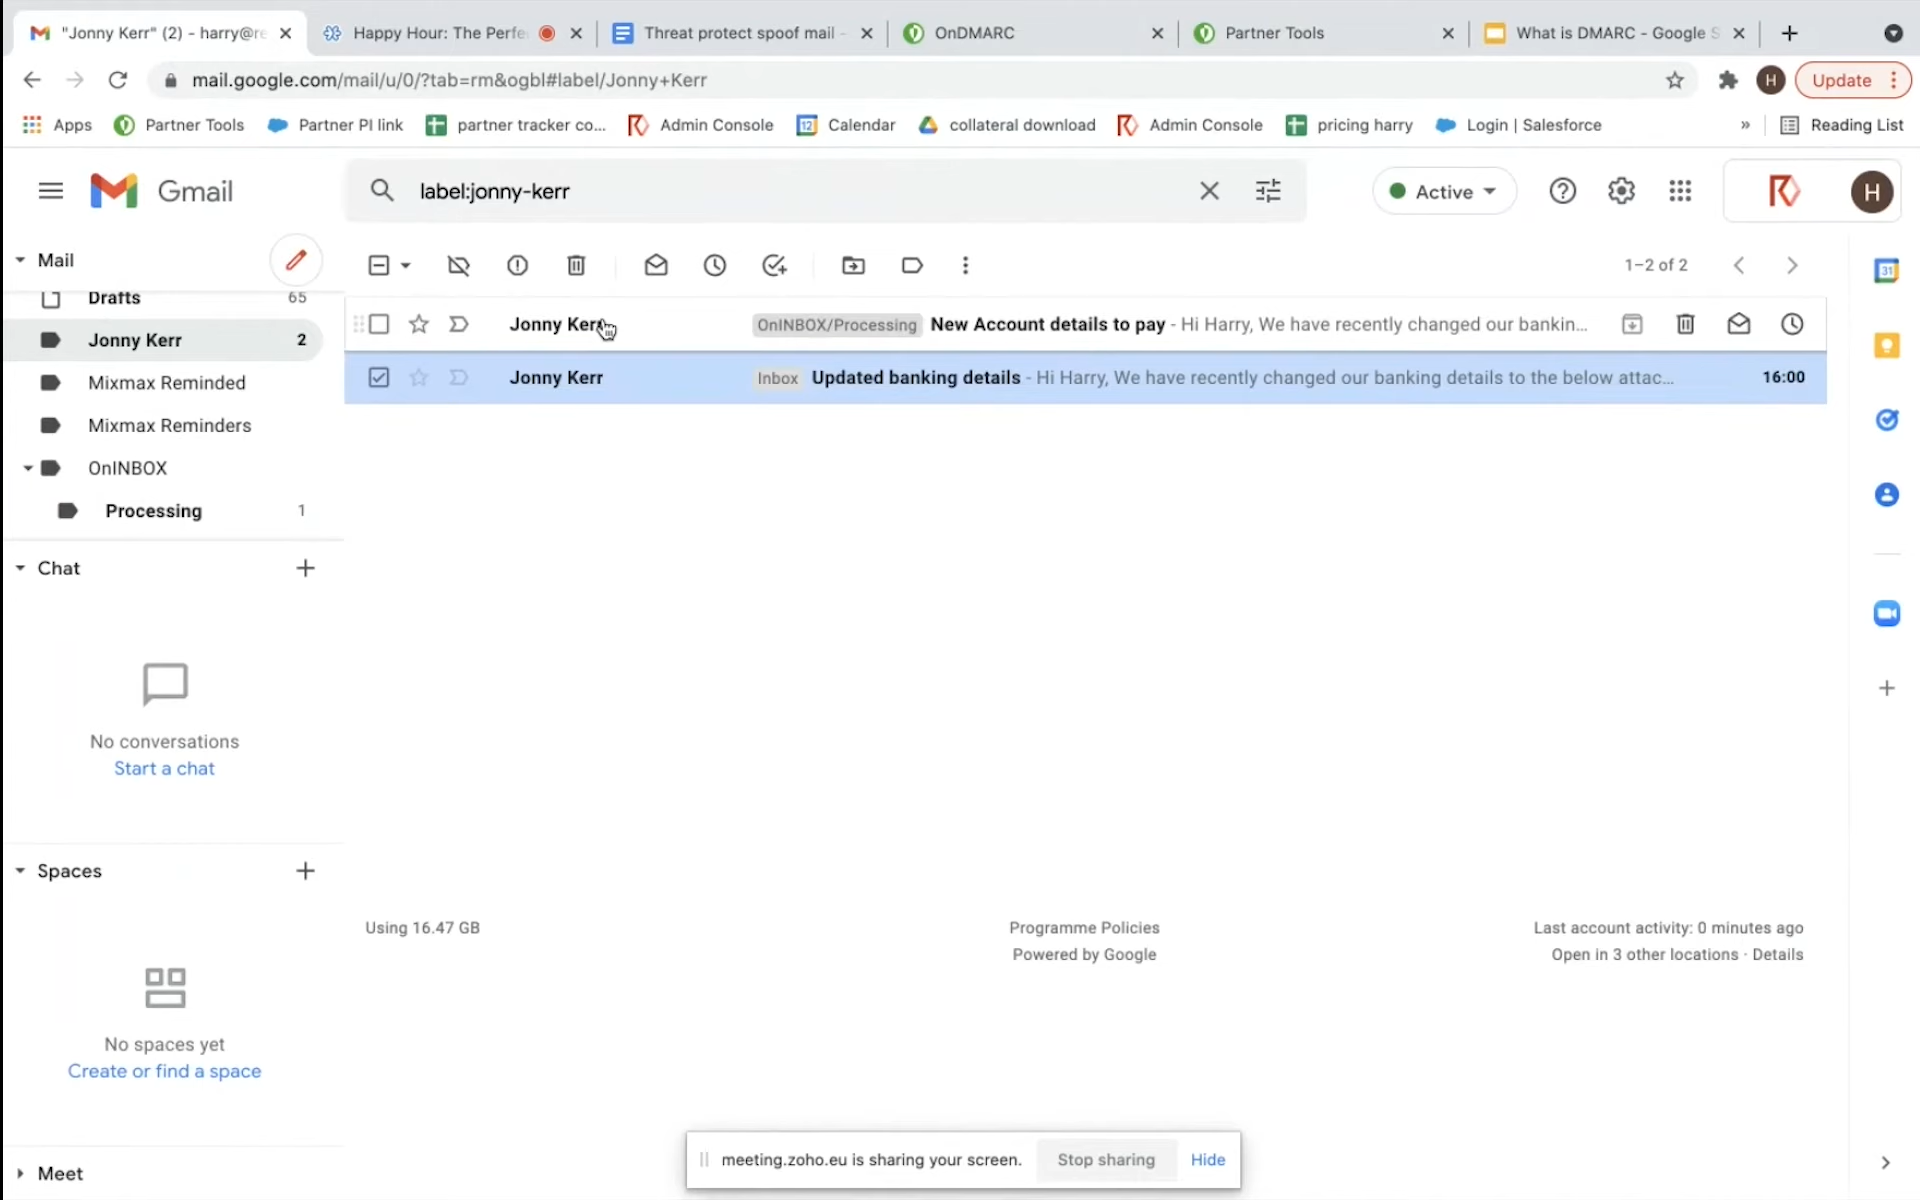 "Jonny Kerr" (2) - harry@re
Happy Hour: The Perfe
Threat protect spoof mail -
OnDMARC
Partner Tools
What is DMARC - Google S
mail.google.com/mail/u/0/?tab=rm&ogbl#label/Jonny+Kerr
H
Update
Apps
Partner Tools
Partner PI link
partner tracker co...
Admin Console
12
Calendar
collateral download
Admin Console
pricing harry
Login | Salesforce
»
Reading List
Gmail
label:jonny-kerr
Active
H
Mail
1–2 of 2
Drafts 65
Jonny Kerr 2
Mixmax Reminded
Mixmax Reminders
OnINBOX
Processing 1
Jonny Kerr OnINBOX/Processing New Account details to pay - Hi Harry, We have recently changed our bankin...
Jonny Kerr Inbox Updated banking details - Hi Harry, We have recently changed our banking details to the below attac... 16:00
31
Chat
No conversations
Start a chat
Spaces
No spaces yet
Create or find a space
Meet
Using 16.47 GB
Programme Policies
Powered by Google
Last account activity: 0 minutes ago
Open in 3 other locations · Details
meeting.zoho.eu is sharing your screen. Stop sharing Hide